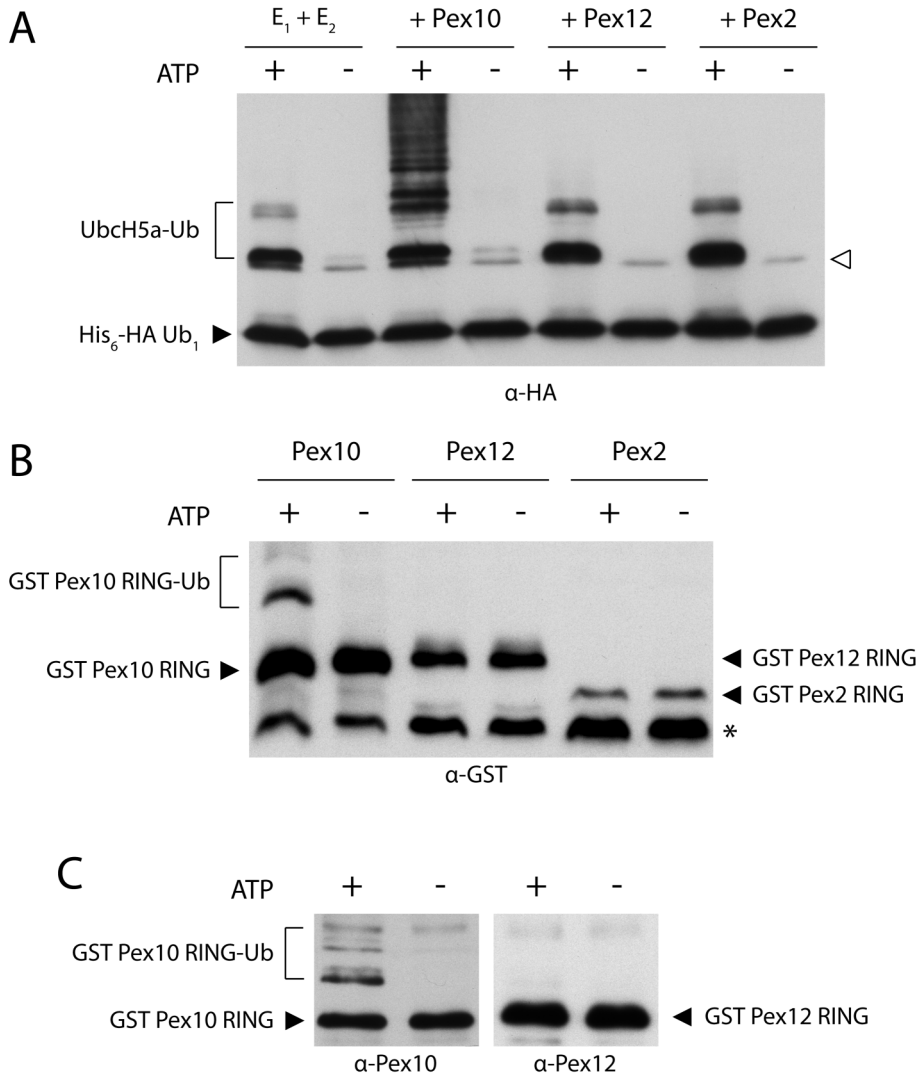 A
E1 + E2 + Pex10 + Pex12 + Pex2
ATP + - + - + - + -
UbcH5a-Ub
His6-HA Ub1
α-HA
B
Pex10 Pex12 Pex2
ATP + - + - + -
GST Pex10 RING-Ub
GST Pex10 RING
GST Pex12 RING
GST Pex2 RING
*
α-GST
C
ATP + - + -
GST Pex10 RING-Ub
GST Pex10 RING
GST Pex12 RING
α-Pex10 α-Pex12